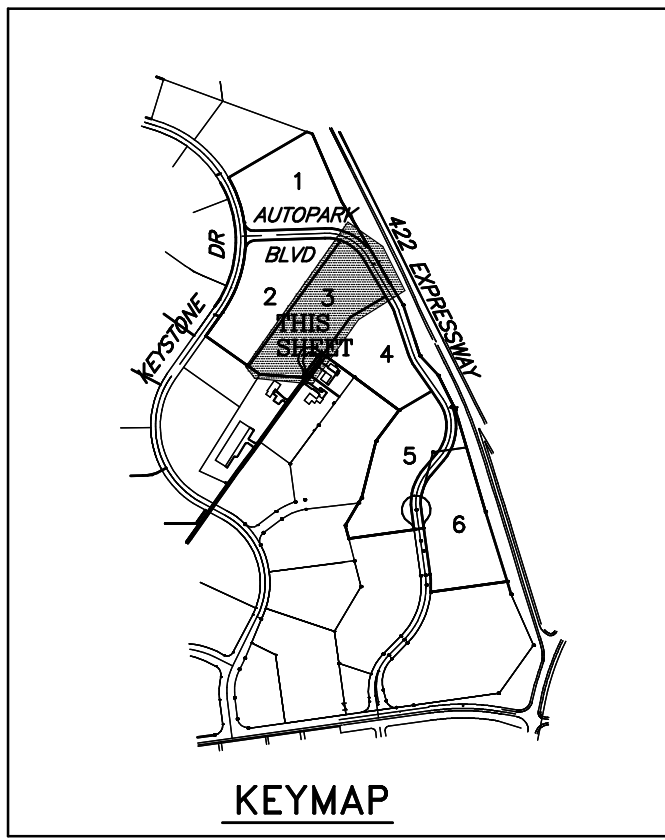 1
AUTOPARK
BLVD
422 EXPRESSWAY
DR
KEYSTONE
2
3
THIS
SHEET
4
5
6
KEYMAP